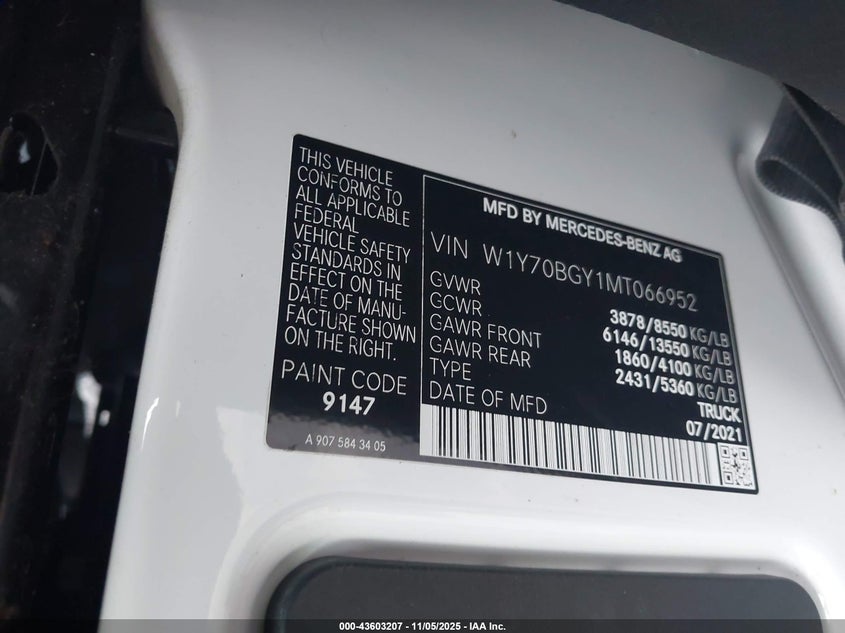 THIS VEHICLE
CONFORMS TO
ALL APPLICABLE
FEDERAL
VEHICLE SAFETY
STANDARDS IN
EFFECT ON THE
DATE OF MANU-
FACTURE SHOWN
ON THE RIGHT.
PAINT CODE
9147
A 907 584 34 05
MFD BY MERCEDES-BENZ AG
VIN W1Y70BGY1MT066952
GVWR 3878/8550 KG/LB
GCWR 6146/13550 KG/LB
GAWR FRONT 1860/4100 KG/LB
GAWR REAR 2431/5360 KG/LB
TYPE TRUCK
DATE OF MFD 07/2021
000-43603207 - 11/05/2025 - IAA Inc.